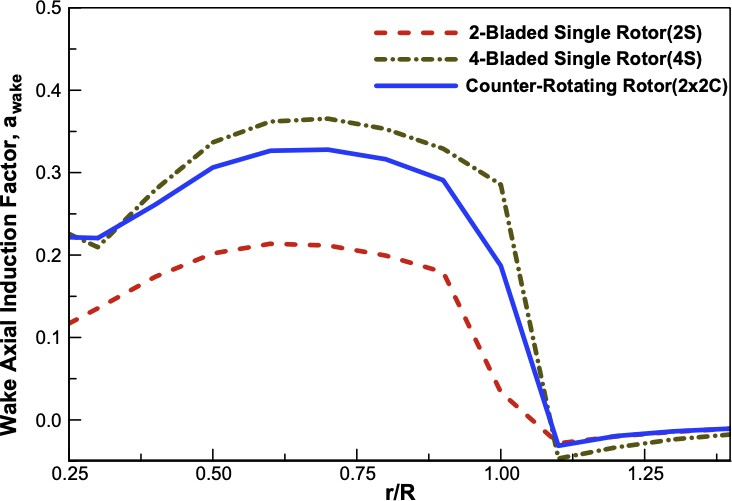 0.5
2-Bladed Single Rotor(2S)
4-Bladed Single Rotor(4S)
Counter-Rotating Rotor(2x2C)
0.4
0.3
0.2
0.1
0.0
Wake Axial Induction Factor, awake
0.25
0.50
0.75
1.00
1.25
r/R